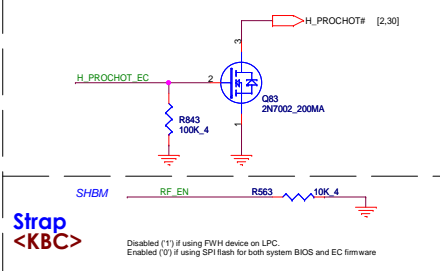 H_PROCHOT# [2,30]
3
H_PROCHOT_EC
2
Q83
2N7002_200MA
R843
100K_4
1
SHBM
RF_EN
R563
10K_4
Strap
<KBC>
Disabled ('1') if using FWH device on LPC.
Enabled ('0') if using SPI flash for both system BIOS and EC firmware